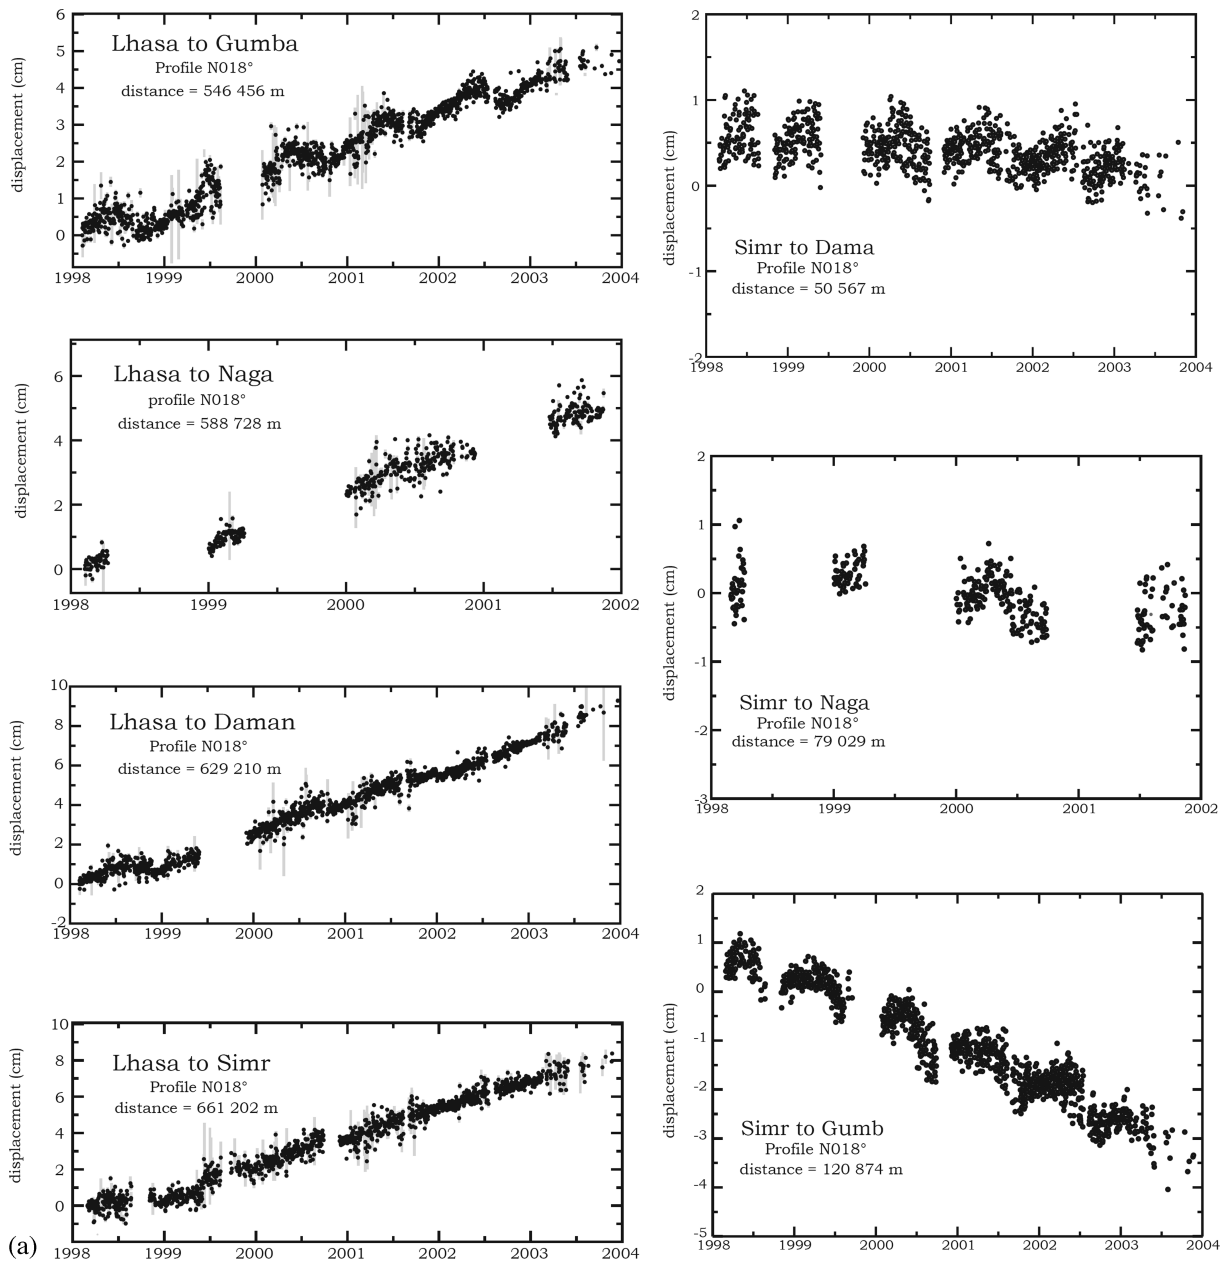 6
5
4
3
2
1
0
displacement (cm)
Lhasa to Gumba
Profile N018°
distance = 546 456 m
1998 1999 2000 2001 2002 2003 2004
6
4
2
0
displacement (cm)
Lhasa to Naga
profile N018°
distance = 588 728 m
1998 1999 2000 2001 2002
10
8
6
4
2
0
-2
displacement (cm)
Lhasa to Daman
Profile N018°
distance = 629 210 m
1998 1999 2000 2001 2002 2003 2004
10
8
6
4
2
0
displacement (cm)
Lhasa to Simr
Profile N018°
distance = 661 202 m
1998 1999 2000 2001 2002 2003 2004
(a)
2
1
0
-1
-2
displacement (cm)
Simr to Dama
Profile N018°
distance = 50 567 m
1998 1999 2000 2001 2002 2003 2004
2
1
0
-1
-2
-3
displacement (cm)
Simr to Naga
Profile N018°
distance = 79 029 m
1998 1999 2000 2001 2002
2
1
0
-1
-2
-3
-4
-5
displacement (cm)
Simr to Gumb
Profile N018°
distance = 120 874 m
1998 1999 2000 2001 2002 2003 2004